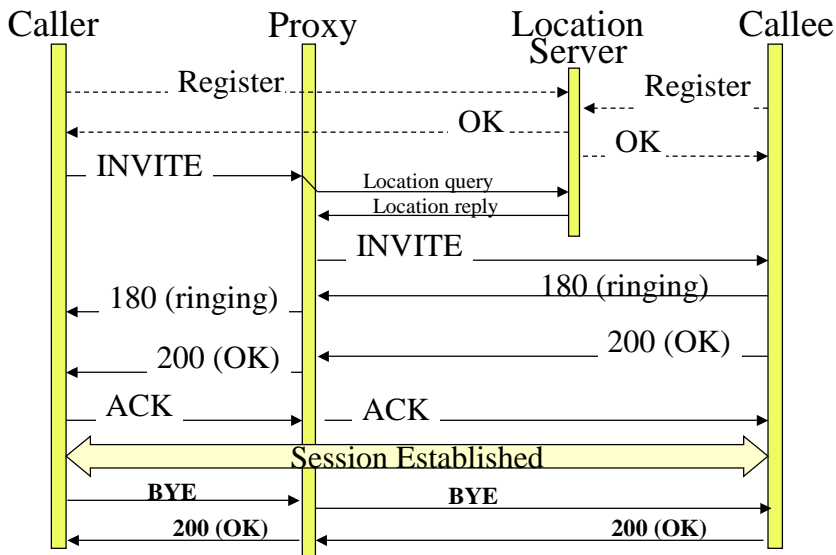 Caller
Proxy
Location
Server
Callee
Register
Register
OK
OK
INVITE
Location query
Location reply
INVITE
180 (ringing)
180 (ringing)
200 (OK)
200 (OK)
ACK
ACK
Session Established
BYE
BYE
200 (OK)
200 (OK)